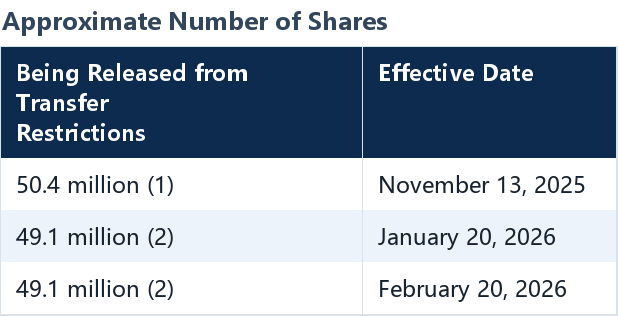 Approximate Number of Shares
Being Released from
Transfer
Restrictions
Effective Date
50.4 million (1)
November 13, 2025
49.1 million (2)
January 20, 2026
49.1 million (2)
February 20, 2026